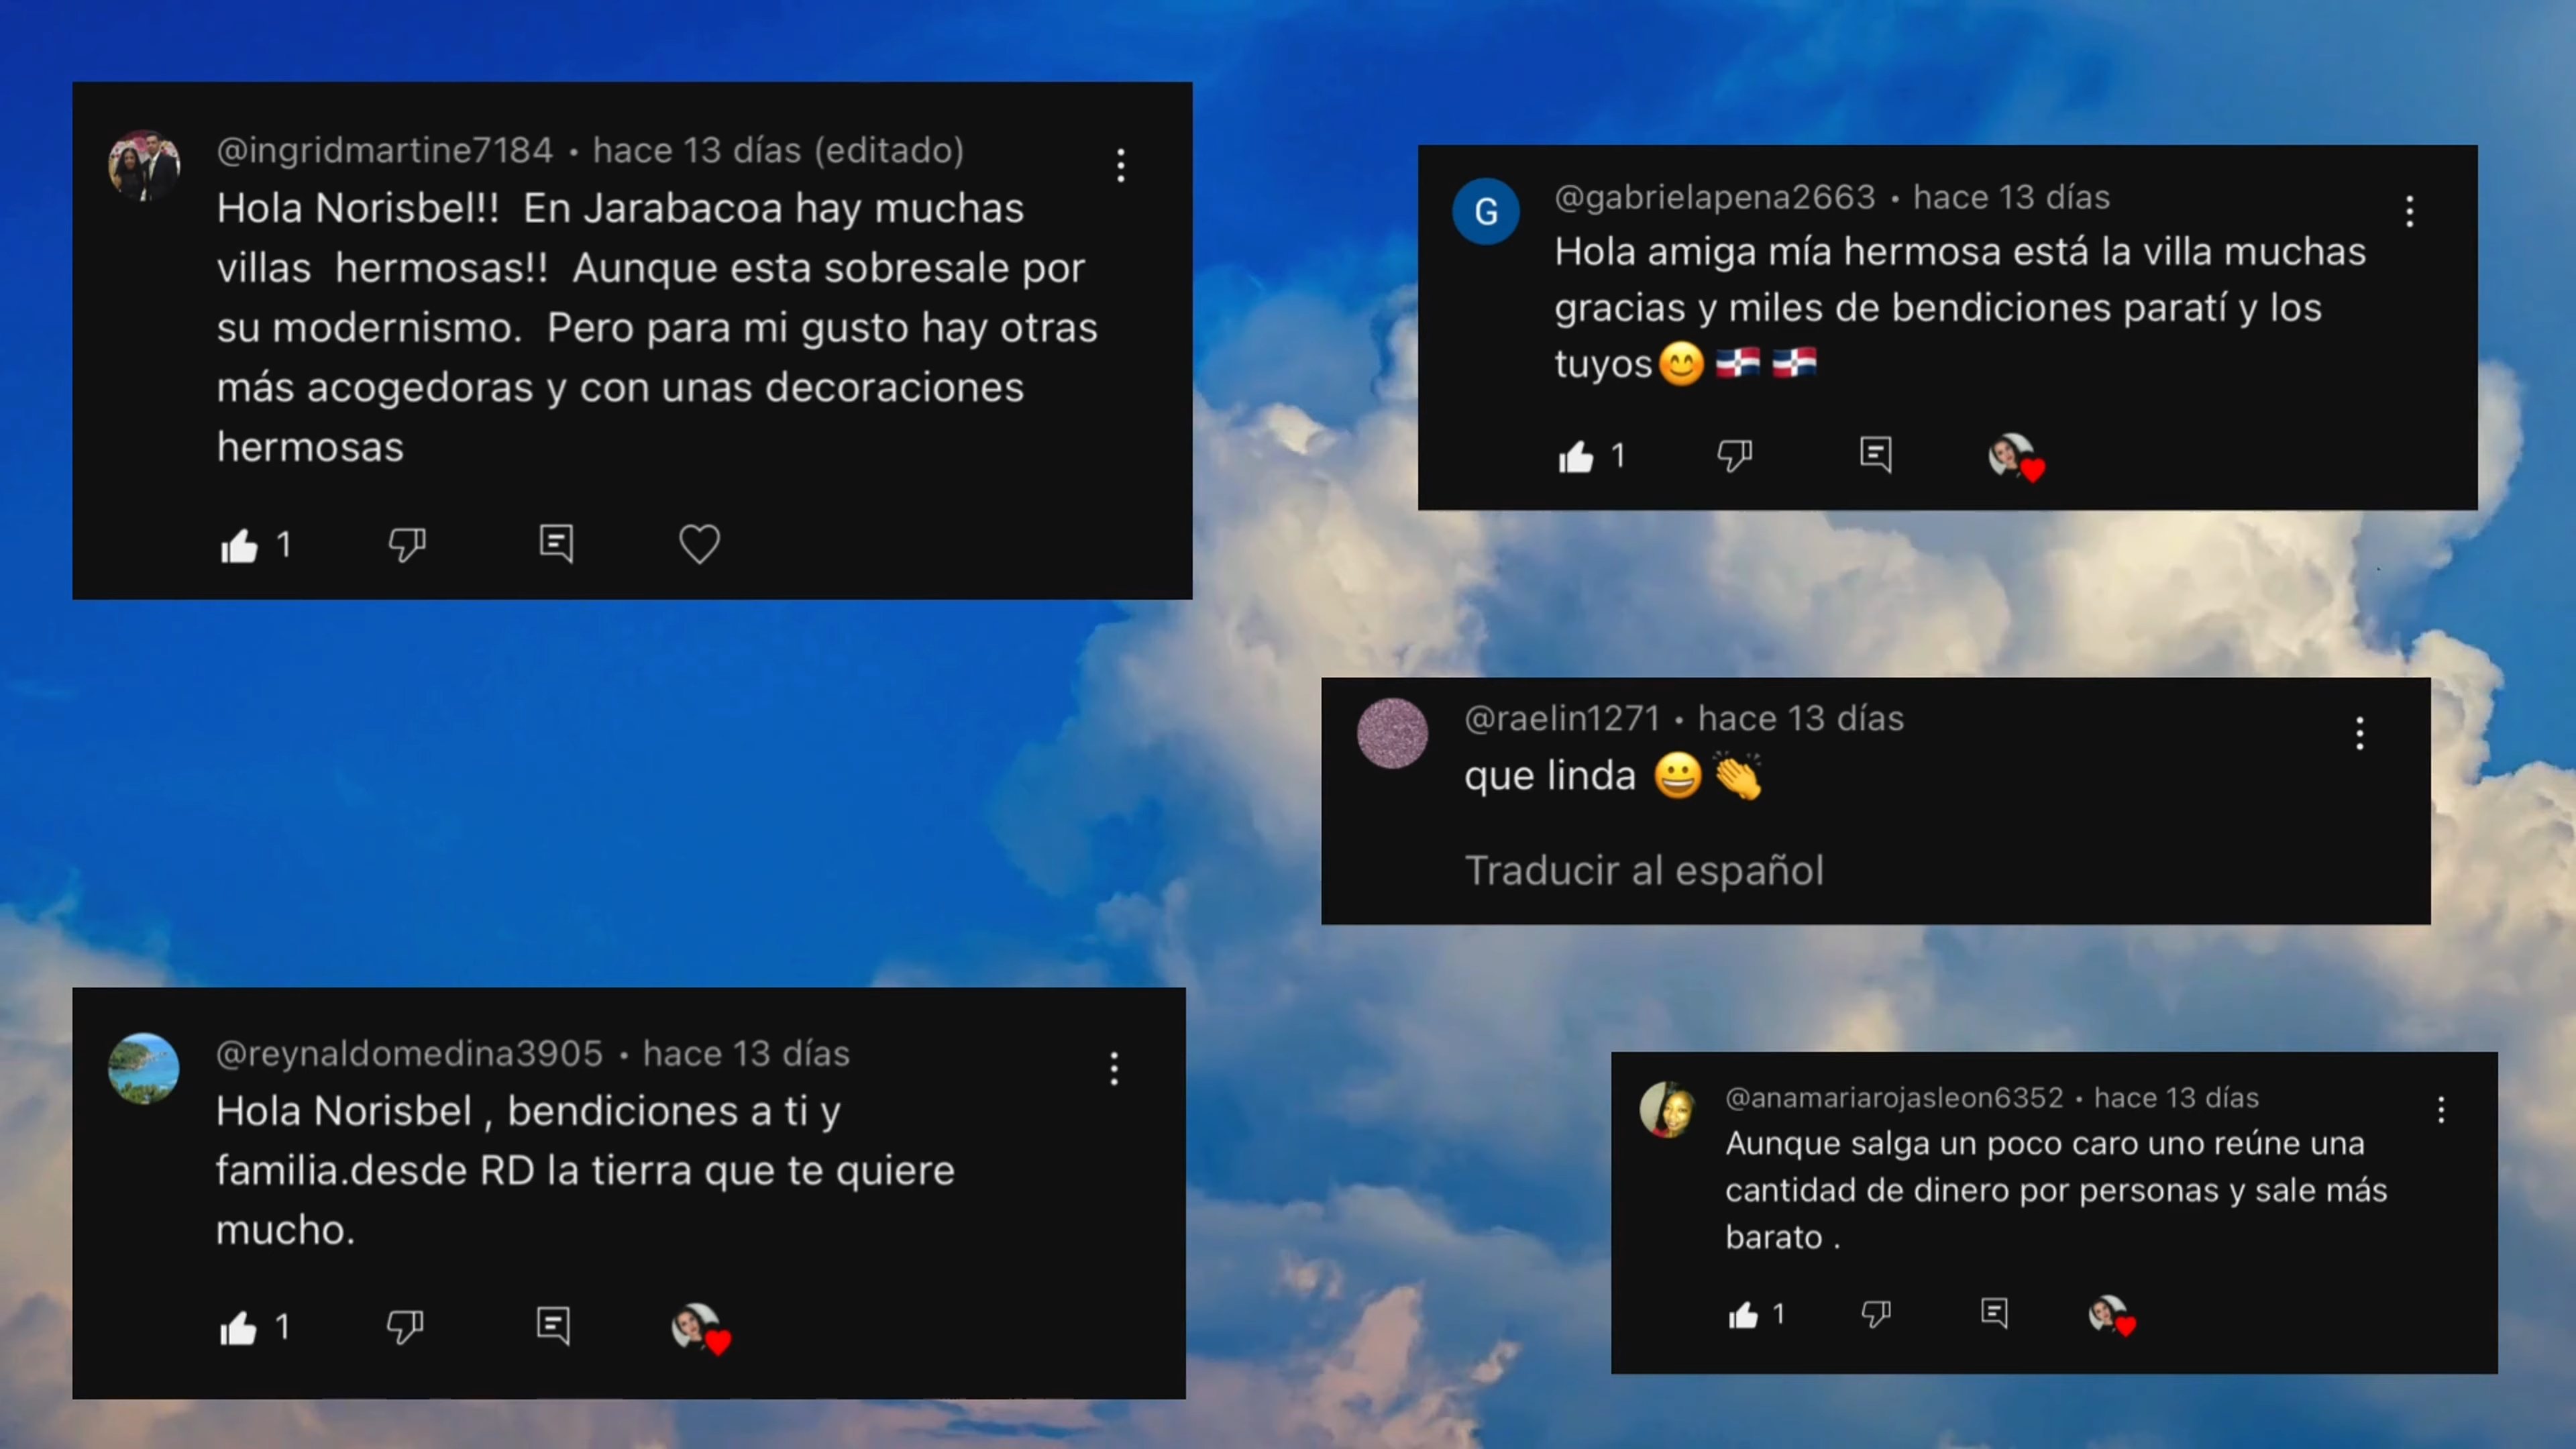 @ingridmartine7184 • hace 13 días (editado)
Hola Norisbel!!  En Jarabacoa hay muchas
villas  hermosas!!  Aunque esta sobresale por
su modernismo.  Pero para mi gusto hay otras
más acogedoras y con unas decoraciones
hermosas
1
G
@gabrielapena2663 • hace 13 días
Hola amiga mía hermosa está la villa muchas
gracias y miles de bendiciones paratí y los
tuyos😊🇩🇴🇩🇴
1
@raelin1271 • hace 13 días
que linda 😀👏
Traducir al español
@reynaldomedina3905 • hace 13 días
Hola Norisbel , bendiciones a ti y
familia.desde RD la tierra que te quiere
mucho.
1
@anamariarojasleon6352 • hace 13 días
Aunque salga un poco caro uno reúne una
cantidad de dinero por personas y sale más
barato .
1